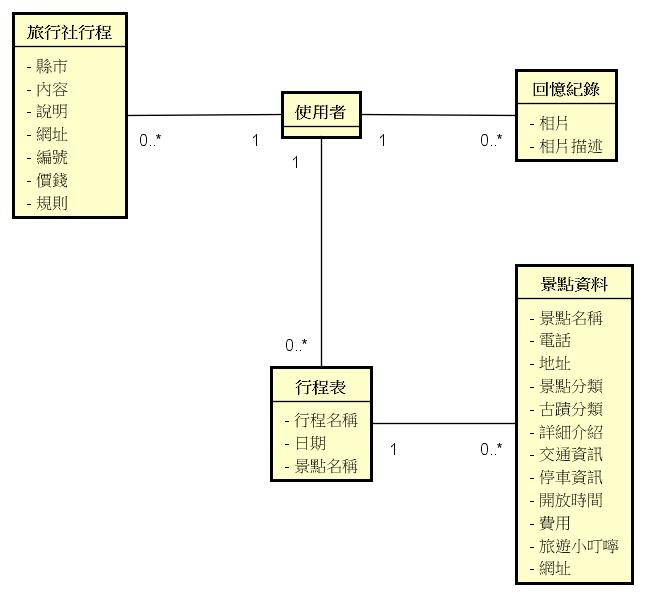 旅行社行程
- 縣市
- 內容
- 說明
- 網址
- 編號
- 價錢
- 規則
使用者
回憶紀錄
- 相片
- 相片描述
0..*
1
1
0..*
1
0..*
行程表
- 行程名稱
- 日期
- 景點名稱
1
0..*
景點資料
- 景點名稱
- 電話
- 地址
- 景點分類
- 古蹟分類
- 詳細介紹
- 交通資訊
- 停車資訊
- 開放時間
- 費用
- 旅遊小叮嚀
- 網址